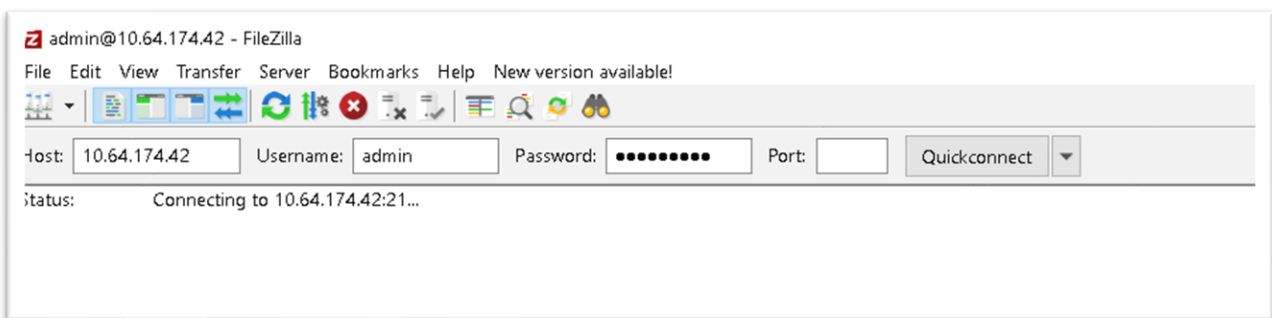 admin@10.64.174.42 - FileZilla
File Edit View Transfer Server Bookmarks Help New version available!
Host: 10.64.174.42 Username: admin Password: ●●●●●●●●● Port: Quickconnect
Status: Connecting to 10.64.174.42:21...